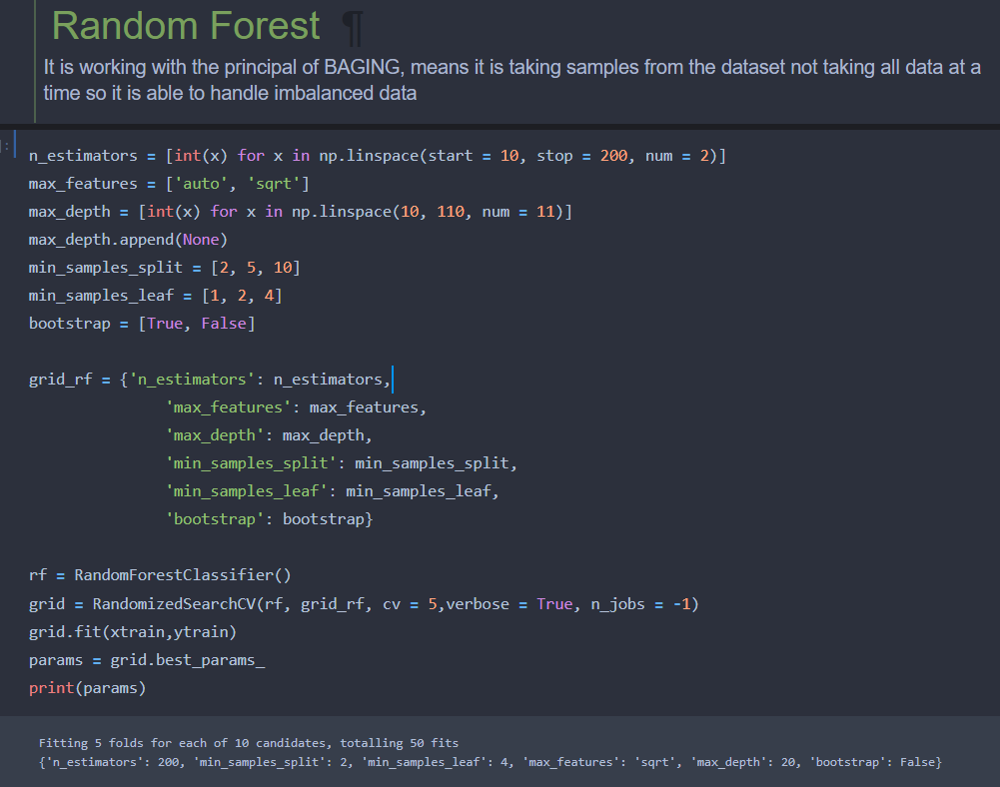 Random Forest ¶
It is working with the principal of BAGING, means it is taking samples from the dataset not taking all data at a
time so it is able to handle imbalanced data
]:
n_estimators = [int(x) for x in np.linspace(start = 10, stop = 200, num = 2)]
max_features = ['auto', 'sqrt']
max_depth = [int(x) for x in np.linspace(10, 110, num = 11)]
max_depth.append(None)
min_samples_split = [2, 5, 10]
min_samples_leaf = [1, 2, 4]
bootstrap = [True, False]
grid_rf = {'n_estimators': n_estimators,
'max_features': max_features,
'max_depth': max_depth,
'min_samples_split': min_samples_split,
'min_samples_leaf': min_samples_leaf,
'bootstrap': bootstrap}
rf = RandomForestClassifier()
grid = RandomizedSearchCV(rf, grid_rf, cv = 5,verbose = True, n_jobs = -1)
grid.fit(xtrain,ytrain)
params = grid.best_params_
print(params)
Fitting 5 folds for each of 10 candidates, totalling 50 fits
{'n_estimators': 200, 'min_samples_split': 2, 'min_samples_leaf': 4, 'max_features': 'sqrt', 'max_depth': 20, 'bootstrap': False}